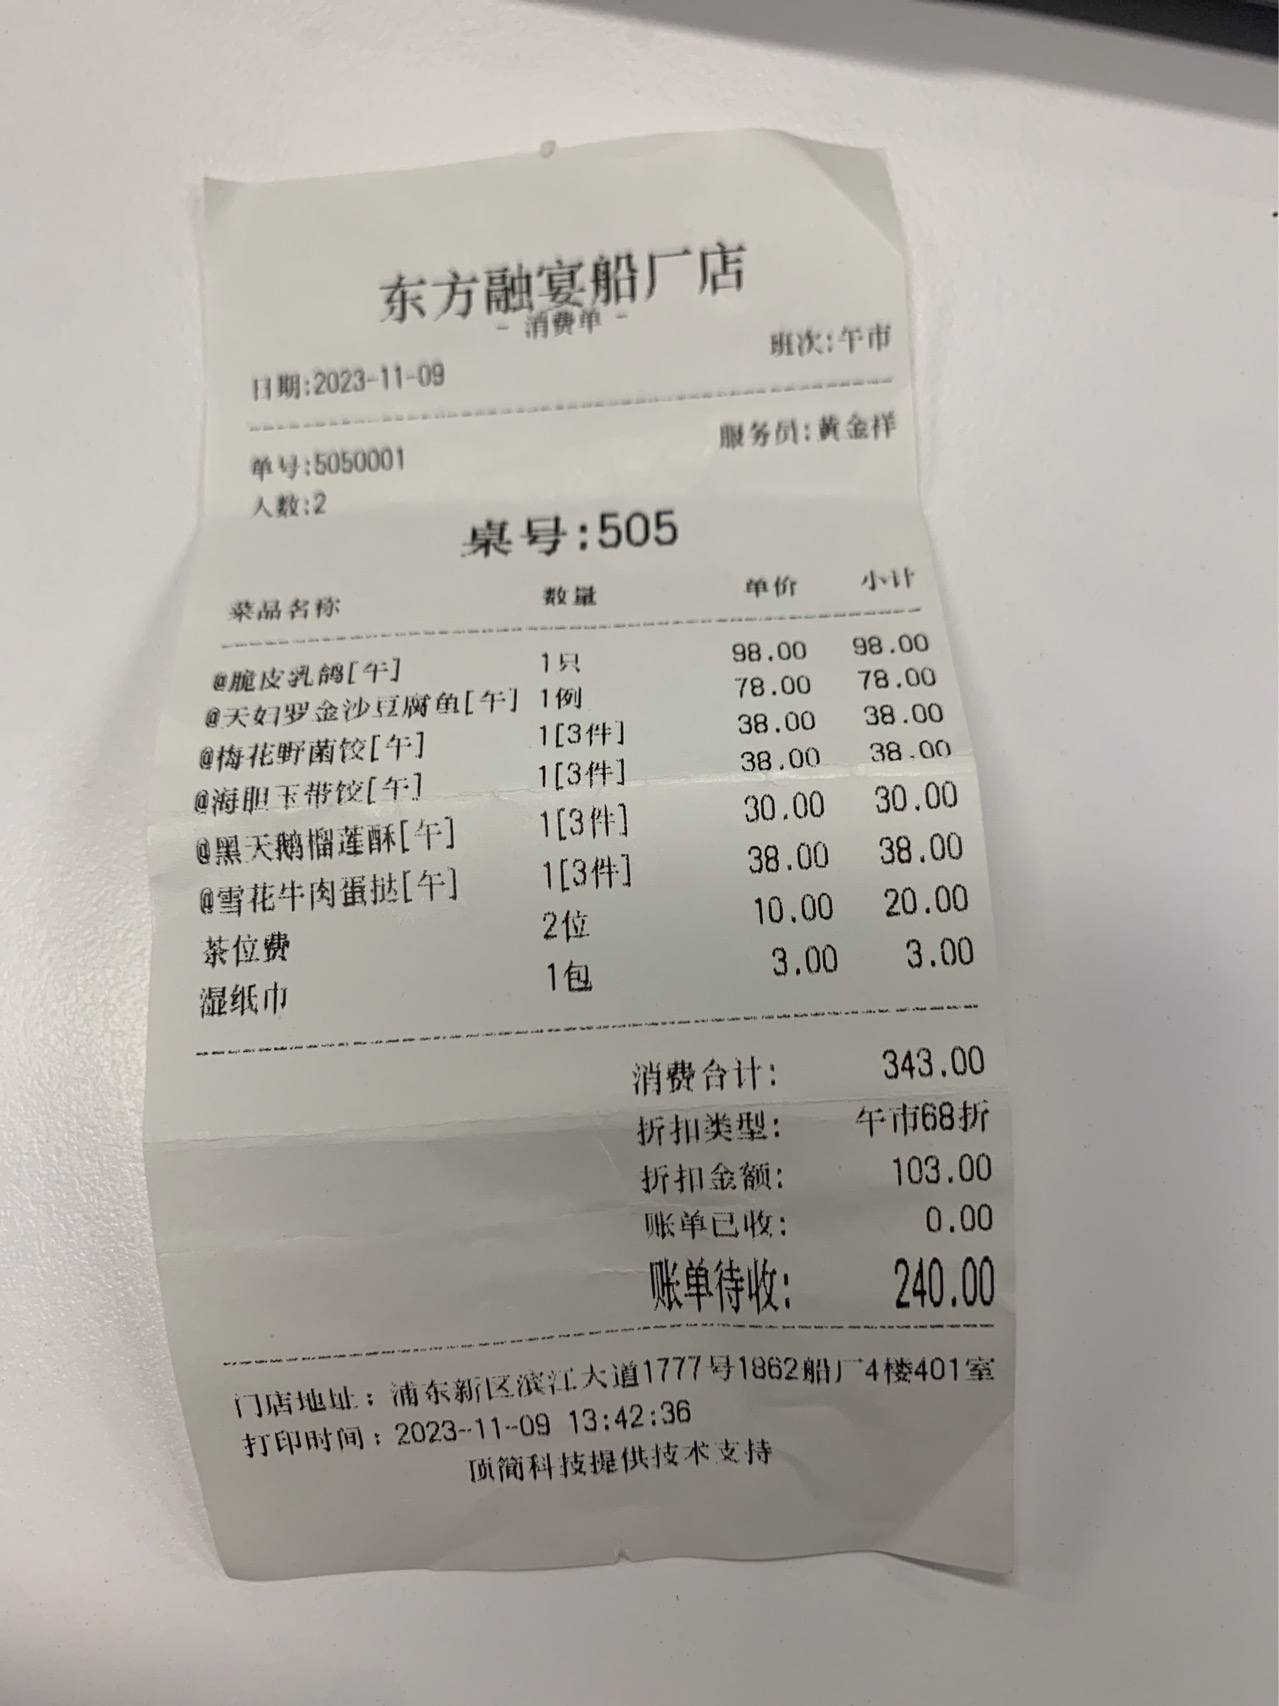 东方融宴船厂店
- 消费单 -
日期:2023-11-09 班次:午市
单号:5050001 服务员:黄金祥
人数:2
桌号:505
菜品名称 数量 单价 小计
@脆皮乳鸽[午] 1只 98.00 98.00
@天妇罗金沙豆腐鱼[午] 1例 78.00 78.00
@梅花野菌饺[午] 1[3件] 38.00 38.00
@海胆玉带饺[午] 1[3件] 38.00 38.00
@黑天鹅榴莲酥[午] 1[3件] 30.00 30.00
@雪花牛肉蛋挞[午] 1[3件] 38.00 38.00
茶位费 2位 10.00 20.00
湿纸巾 1包 3.00 3.00
消费合计: 343.00
折扣类型: 午市68折
折扣金额: 103.00
账单已收: 0.00
账单待收: 240.00
门店地址：浦东新区滨江大道1777号1862船厂4楼401室
打印时间：2023-11-09 13:42:36
顶简科技提供技术支持